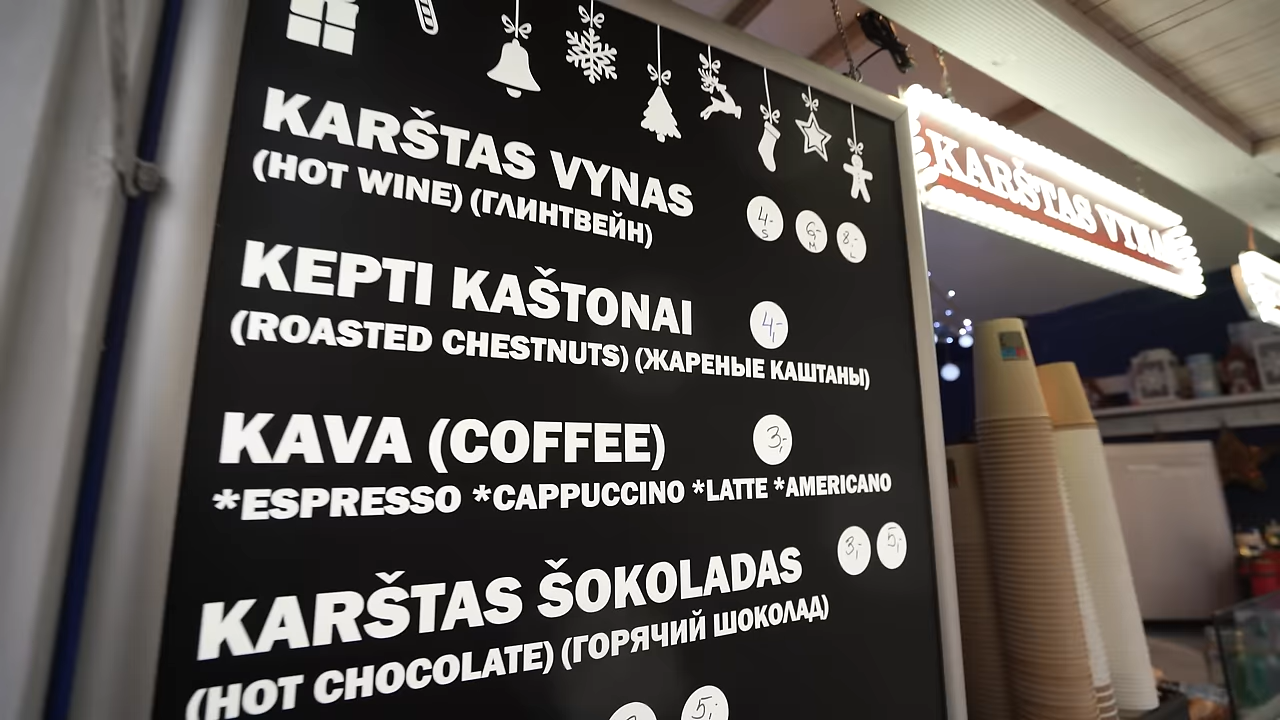 KARŠTAS VYNAS
(HOT WINE) (ГЛИНТВЕЙН)
4,- S
6,- M
8,- L
KEPTI KAŠTONAI
4,-
(ROASTED CHESTNUTS) (ЖАРЕНЫЕ КАШТАНЫ)
KAVA (COFFEE)
3,-
*ESPRESSO *CAPPUCCINO *LATTE *AMERICANO
3,-
5,-
KARŠTAS ŠOKOLADAS
(HOT CHOCOLATE) (ГОРЯЧИЙ ШОКОЛАД)
5,-
KARŠTAS VYNAS